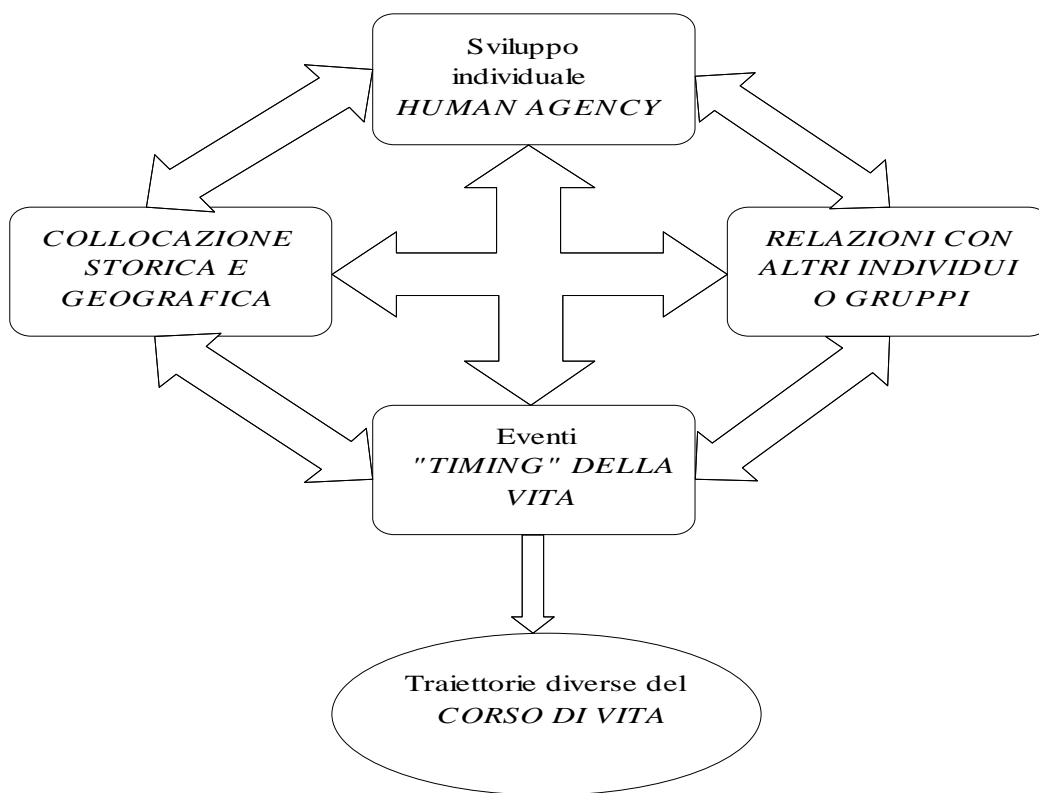 Sviluppo
individuale
HUMAN AGENCY
COLLOCAZIONE
STORICA E
GEOGRAFICA
RELAZIONI CON
ALTRI INDIVIDUI
O GRUPPI
Eventi
"TIMING" DELLA
VITA
Traiettorie diverse del
CORSO DI VITA